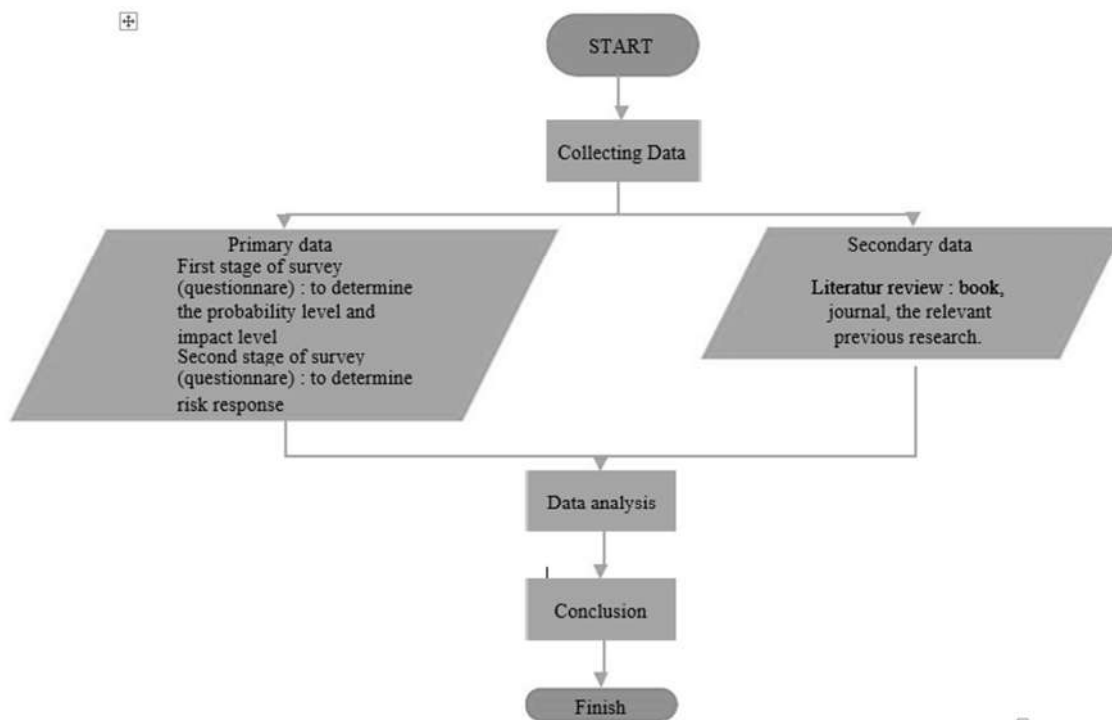 START
Collecting Data
Primary data
First stage of survey
(questionnare) : to determine
the probability level and
impact level
Second stage of survey
(questionnare) : to determine
risk response
Secondary data
Literatur review : book,
journal, the relevant
previous research.
Data analysis
Conclusion
Finish